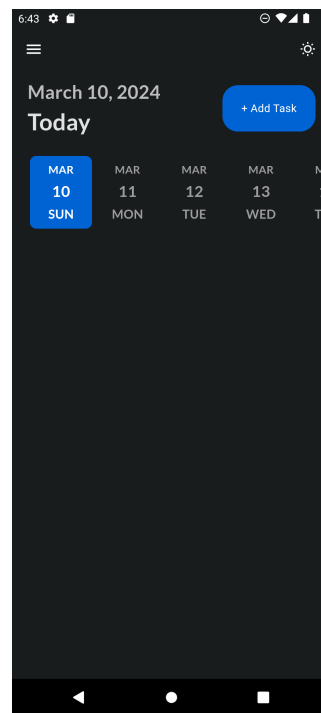 6:43
March 10, 2024
Today
+ Add Task
MAR MAR MAR MAR M
10 11 12 13
SUN MON TUE WED T